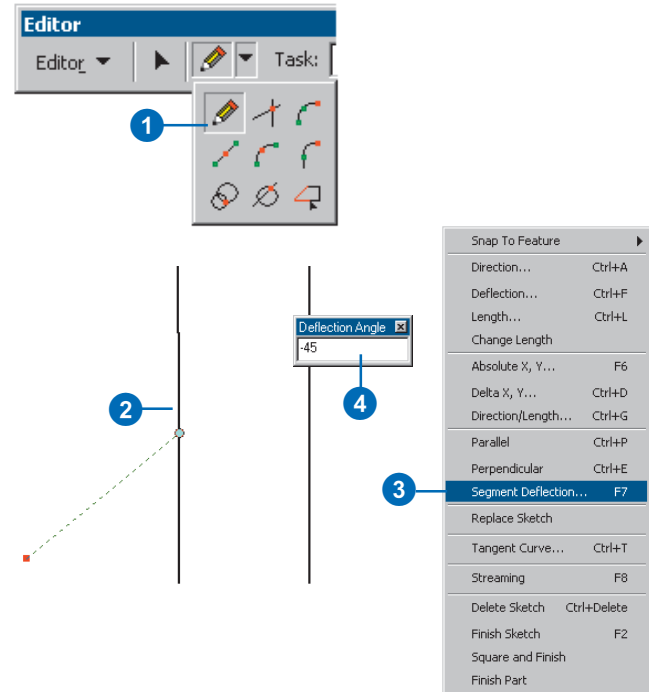 Editor
Editor Task:
1
2
Deflection Angle
-45
4
3
Snap To Feature
Direction... Ctrl+A
Deflection... Ctrl+F
Length... Ctrl+L
Change Length
Absolute X, Y... F6
Delta X, Y... Ctrl+D
Direction/Length... Ctrl+G
Parallel Ctrl+P
Perpendicular Ctrl+E
Segment Deflection... F7
Replace Sketch
Tangent Curve... Ctrl+T
Streaming F8
Delete Sketch Ctrl+Delete
Finish Sketch F2
Square and Finish
Finish Part